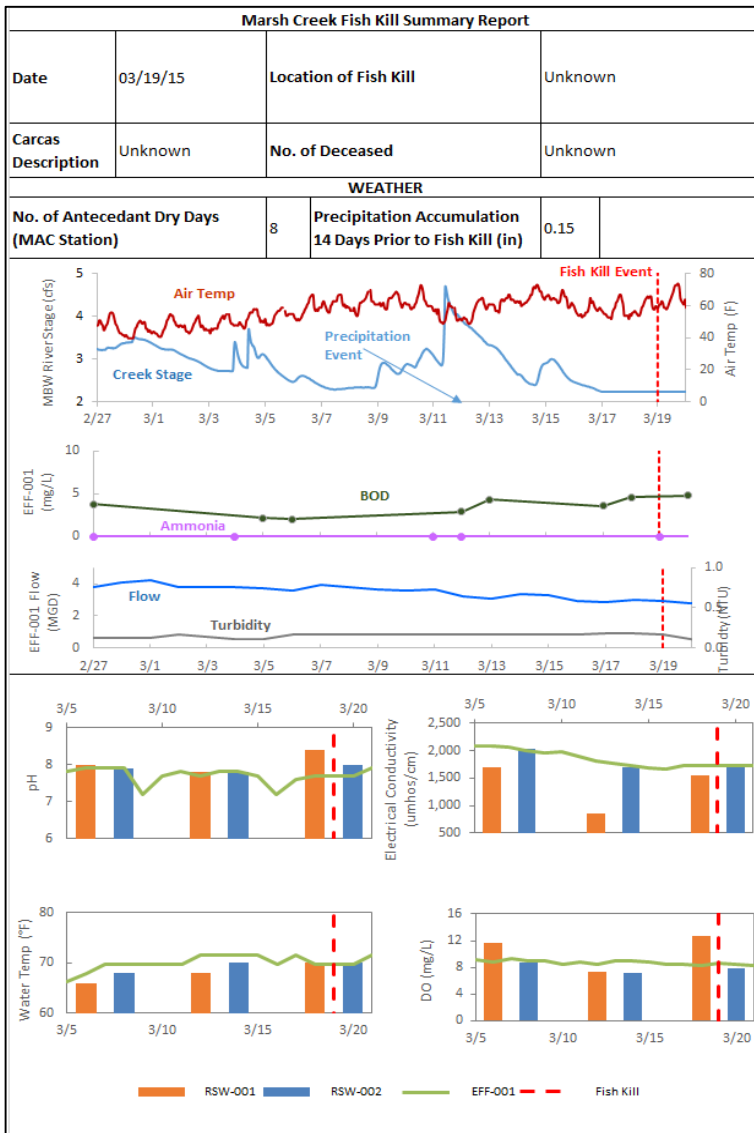 Marsh Creek Fish Kill Summary Report
Date
03/19/15
Location of Fish Kill
Unknown
Carcas
Description
Unknown
No. of Deceased
Unknown
WEATHER
No. of Antecedant Dry Days
(MAC Station)
8
Precipitation Accumulation
14 Days Prior to Fish Kill (in)
0.15
MBW River Stage (cfs)
5
4
3
2
Air Temp
Fish Kill Event
Precipitation
Event
Creek Stage
80
60
40
20
0
Air Temp (F)
2/27 3/1 3/3 3/5 3/7 3/9 3/11 3/13 3/15 3/17 3/19
EFF-001
(mg/L)
10
5
0
BOD
Ammonia
EFF-001 Flow
(MGD)
4
2
0
Flow
Turbidity
1.0
0.5
0.0
Turbidty (NTU)
2/27 3/1 3/3 3/5 3/7 3/9 3/11 3/13 3/15 3/17 3/19
3/5 3/10 3/15 3/20
pH
9
8
7
6
3/5 3/10 3/15 3/20
Electrical Conductivity
(umhos/cm)
2,500
2,000
1,500
1,000
500
Water Temp (°F)
80
70
60
3/5 3/10 3/15 3/20
DO (mg/L)
16
12
8
4
0
3/5 3/10 3/15 3/20
RSW-001 RSW-002 EFF-001 Fish Kill